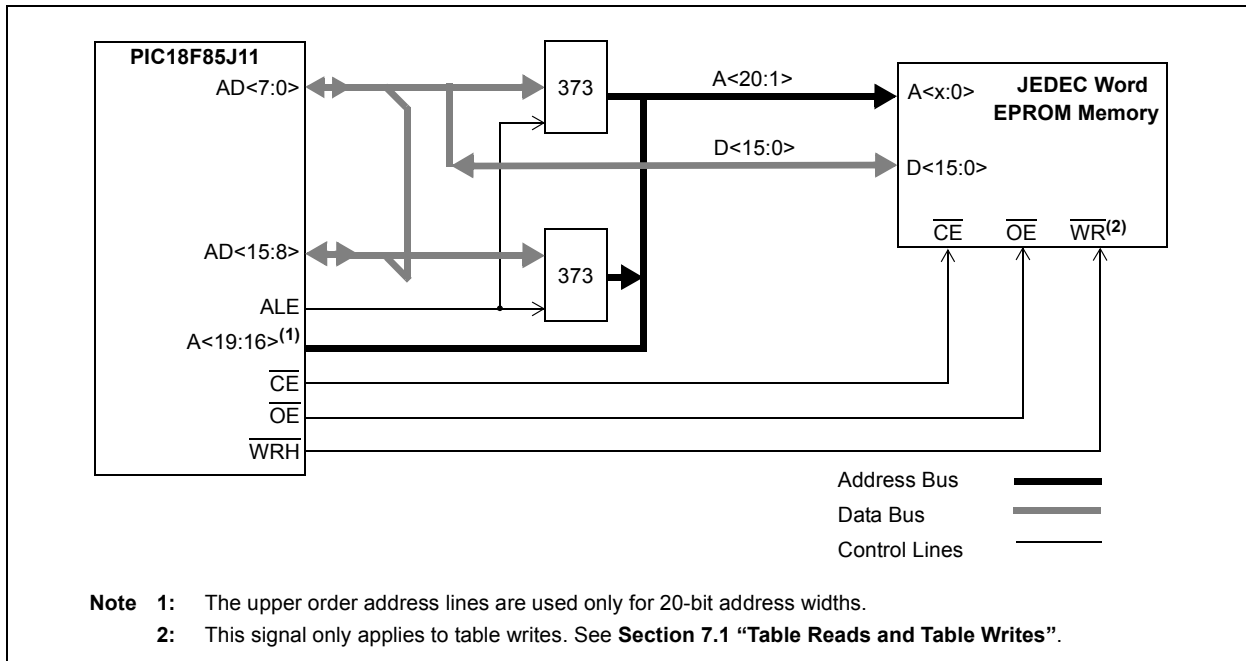 PIC18F85J11
AD<7:0>
373
A<20:1>
A<x:0>
JEDEC Word
EPROM Memory
D<15:0>
D<15:0>
CE
OE
WR(2)
AD<15:8>
373
ALE
A<19:16>(1)
CE
OE
WRH
Address Bus
Data Bus
Control Lines
Note 1: The upper order address lines are used only for 20-bit address widths.
2: This signal only applies to table writes. See Section 7.1 “Table Reads and Table Writes”.